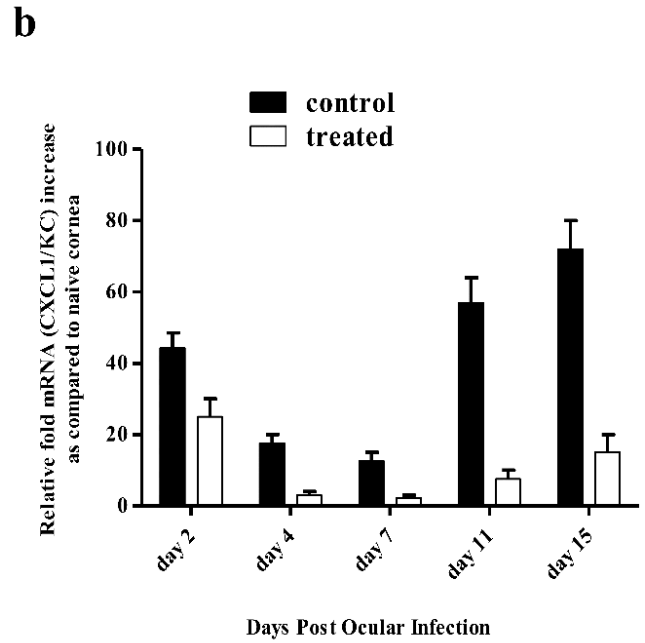 b
control
treated
Relative fold mRNA (CXCL1/KC) increase
as compared to naive cornea
100
80
60
40
20
0
day 2
day 4
day 7
day 11
day 15
Days Post Ocular Infection